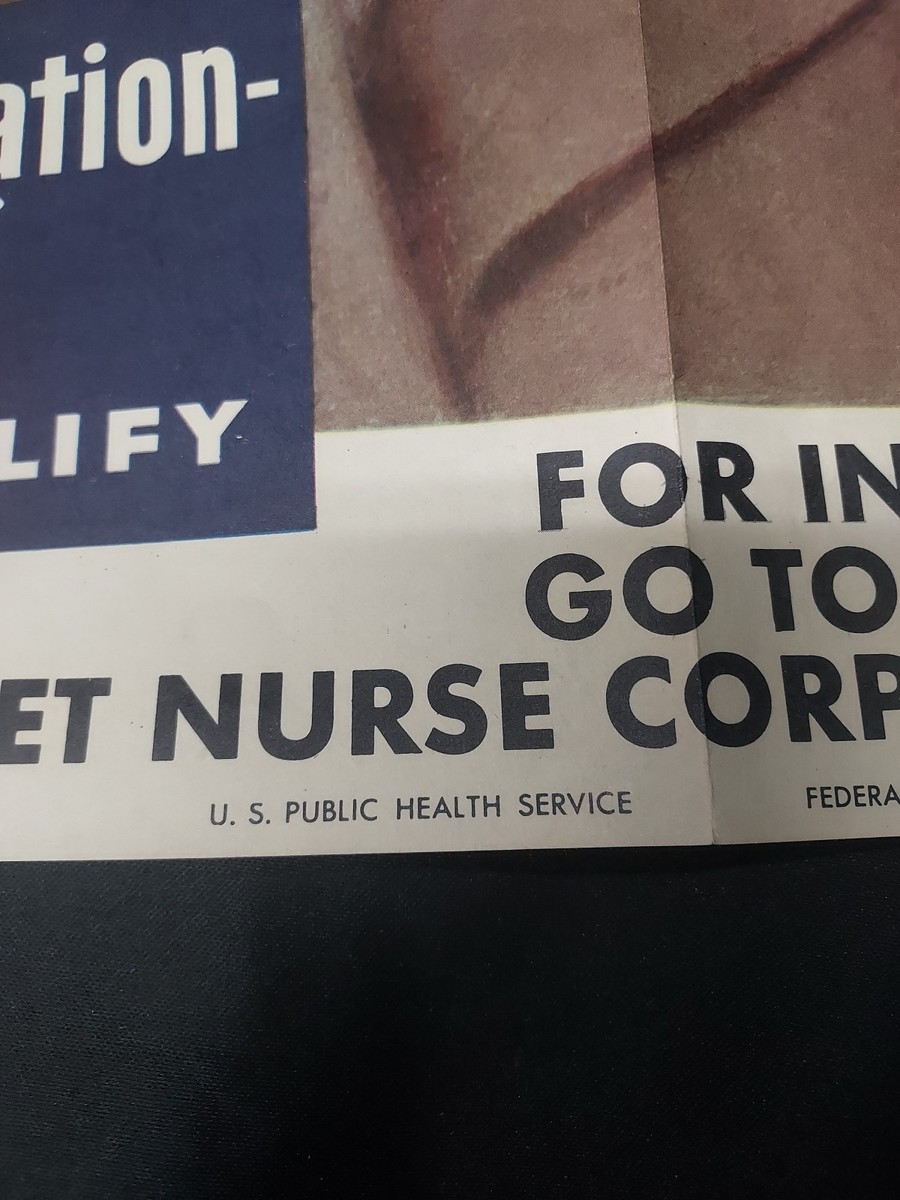 ation-
LIFY
FOR IN
GO TO
ET NURSE CORP
U. S. PUBLIC HEALTH SERVICE FEDERA